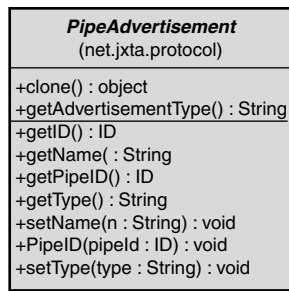 PipeAdvertisement
(net.jxta.protocol)
+clone() : object
+getAdvertisementType() : String
+getID() : ID
+getName( : String
+getPipeID() : ID
+getType() : String
+setName(n : String) : void
+PipeID(pipeId : ID) : void
+setType(type : String) : void